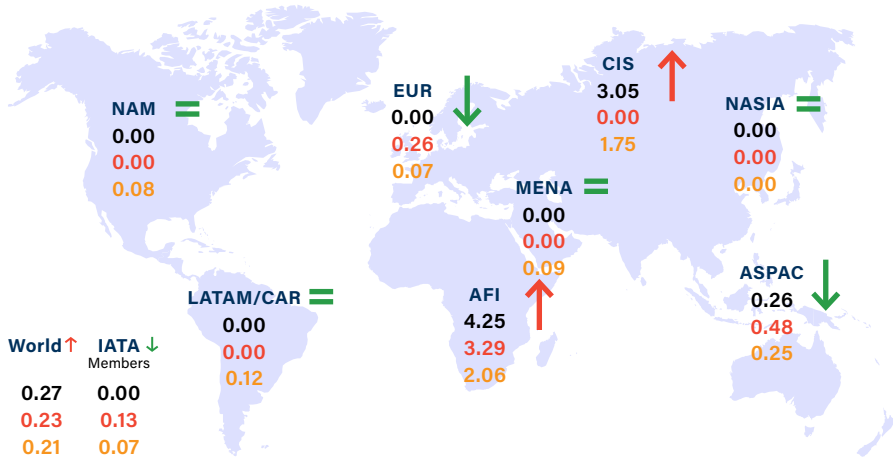 NAM
0.00
0.00
0.08
EUR
0.00
0.26
0.07
CIS
3.05
0.00
1.75
NASIA
0.00
0.00
0.00
MENA
0.00
0.00
0.09
LATAM/CAR
0.00
0.00
0.12
AFI
4.25
3.29
2.06
ASPAC
0.26
0.48
0.25
World IATA
Members
0.27 0.00
0.23 0.13
0.21 0.07